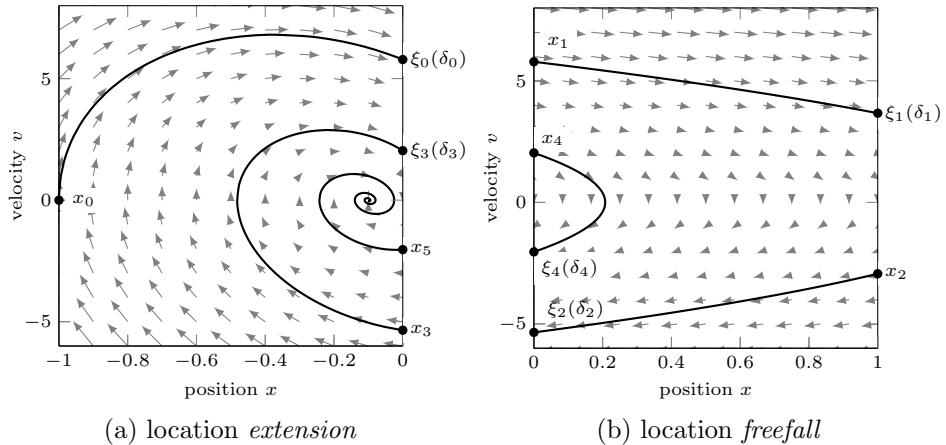 5
0
−5
velocity v
−1
−0.8
−0.6
−0.4
−0.2
0
position x
x₀
ξ₀(δ₀)
ξ₃(δ₃)
x₅
x₃
(a) location extension
5
0
−5
velocity v
0
0.2
0.4
0.6
0.8
1
position x
x₁
ξ₁(δ₁)
x₄
ξ₄(δ₄)
x₂
ξ₂(δ₂)
(b) location freefall